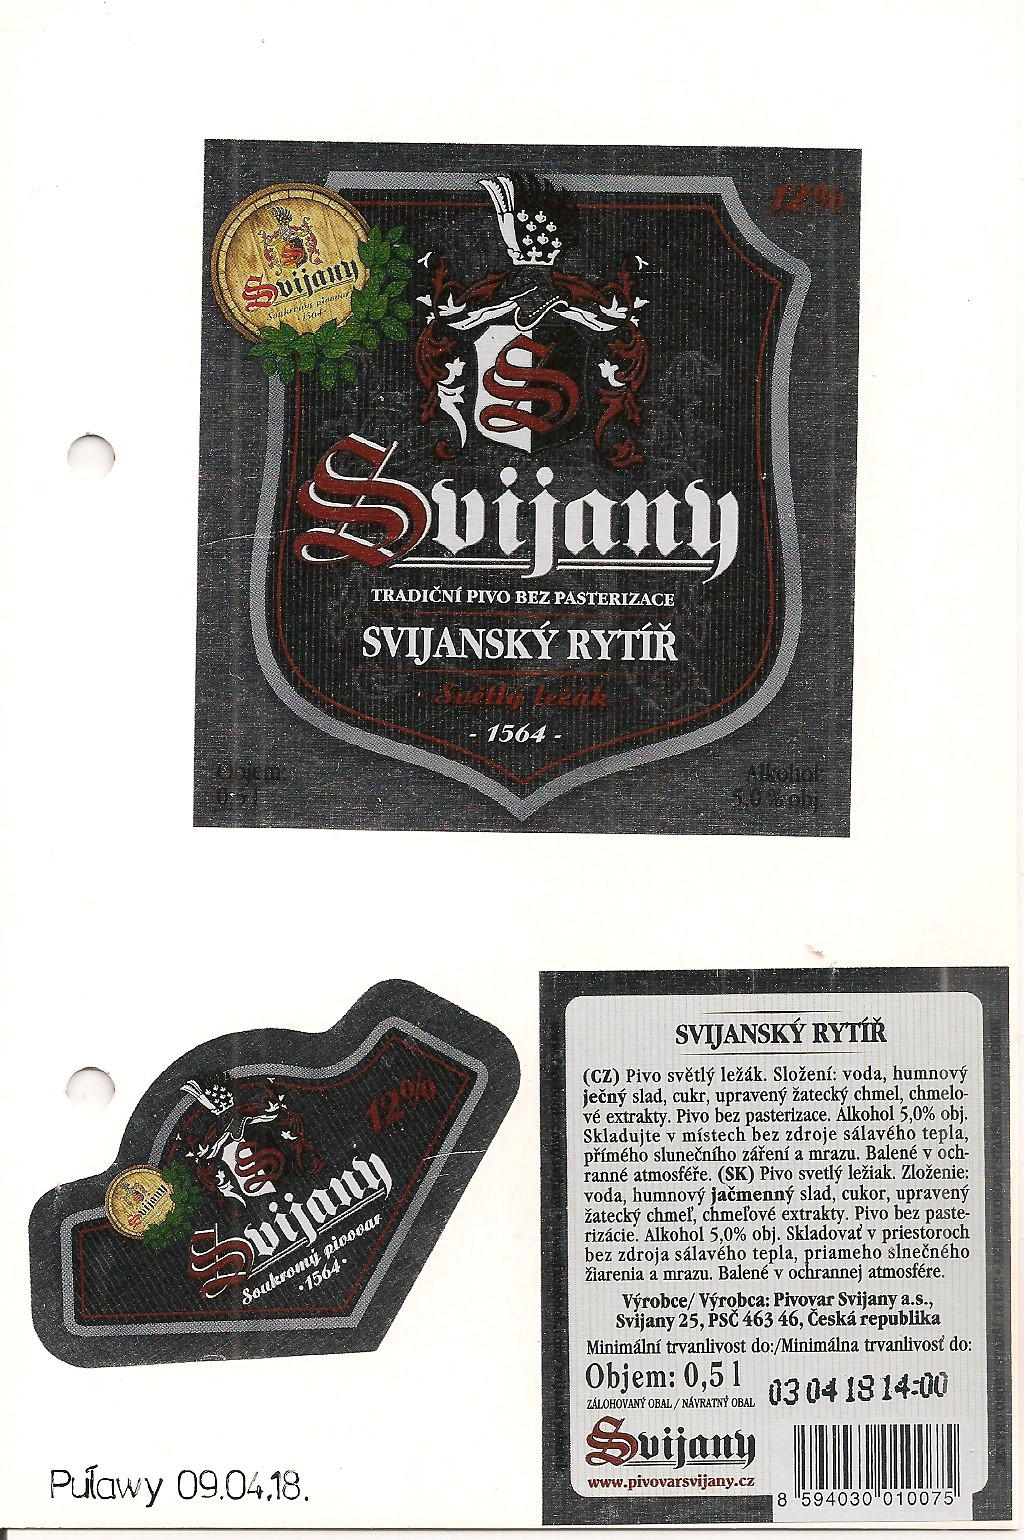 12%
Svijany
Soukromý pivovar
·1564·
S
Svijany
TRADIČNÍ PIVO BEZ PASTERIZACE
SVIJANSKÝ RYTÍŘ
· Světlý ležák ·
- 1564 -
Objem:
0,5 l
Alkohol:
5,0 % obj.
12%
S
Svijany
Svijany
Soukromý pivovar
·1564·
SVIJANSKÝ RYTÍŘ
(CZ) Pivo světlý ležák. Složení: voda, humnový
ječný slad, cukr, upravený žatecký chmel, chmelo-
vé extrakty. Pivo bez pasterizace. Alkohol 5,0% obj.
Skladujte v místech bez zdroje sálavého tepla,
přímého slunečního záření a mrazu. Balené v och-
ranné atmosféře. (SK) Pivo svetlý ležiak. Zloženie:
voda, humnový jačmenný slad, cukor, upravený
žatecký chmeľ, chmeľové extrakty. Pivo bez paste-
rizácie. Alkohol 5,0% obj. Skladovať v priestoroch
bez zdroja sálavého tepla, priameho slnečného
žiarenia a mrazu. Balené v ochrannej atmosfére.
Výrobce/ Výrobca: Pivovar Svijany a.s.,
Svijany 25, PSČ 463 46, Česká republika
Minimální trvanlivost do:/Minimálna trvanlivosť do:
Objem: 0,5 l
03 04 18 14:00
ZÁLOHOVANÝ OBAL / NÁVRATNÝ OBAL
Svijany
www.pivovarsvijany.cz
8 594030 010075
Puławy 09.04.18.